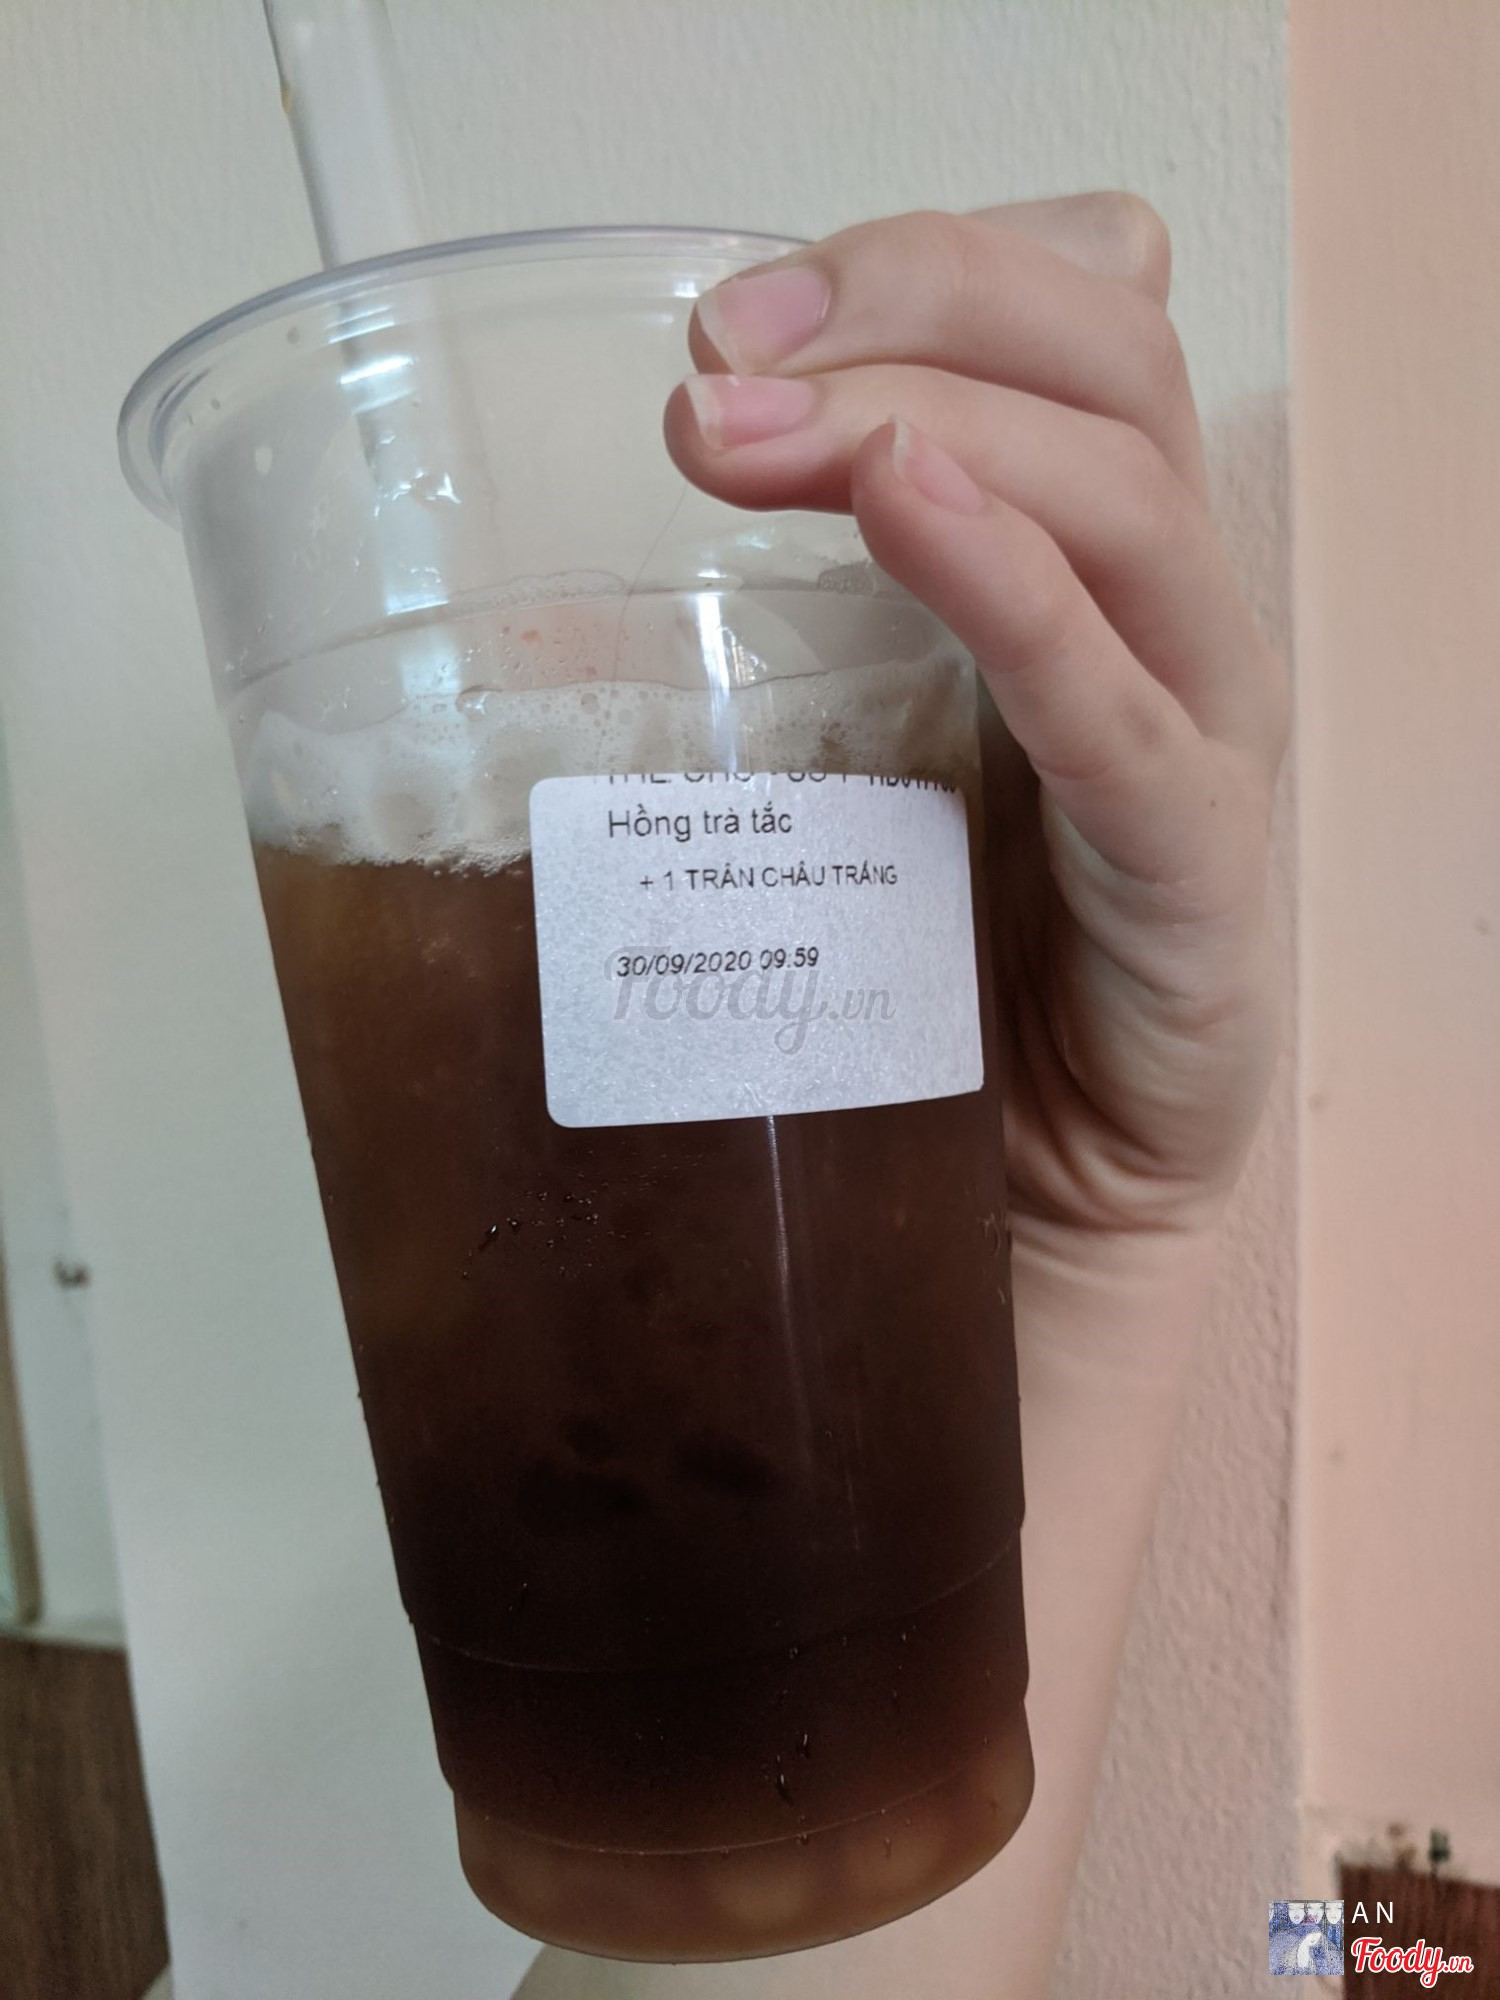 Hồng trà tắc
+ 1 TRÂN CHÂU TRẮNG
30/09/2020 09:59
Foody.vn
AN
Foody.vn